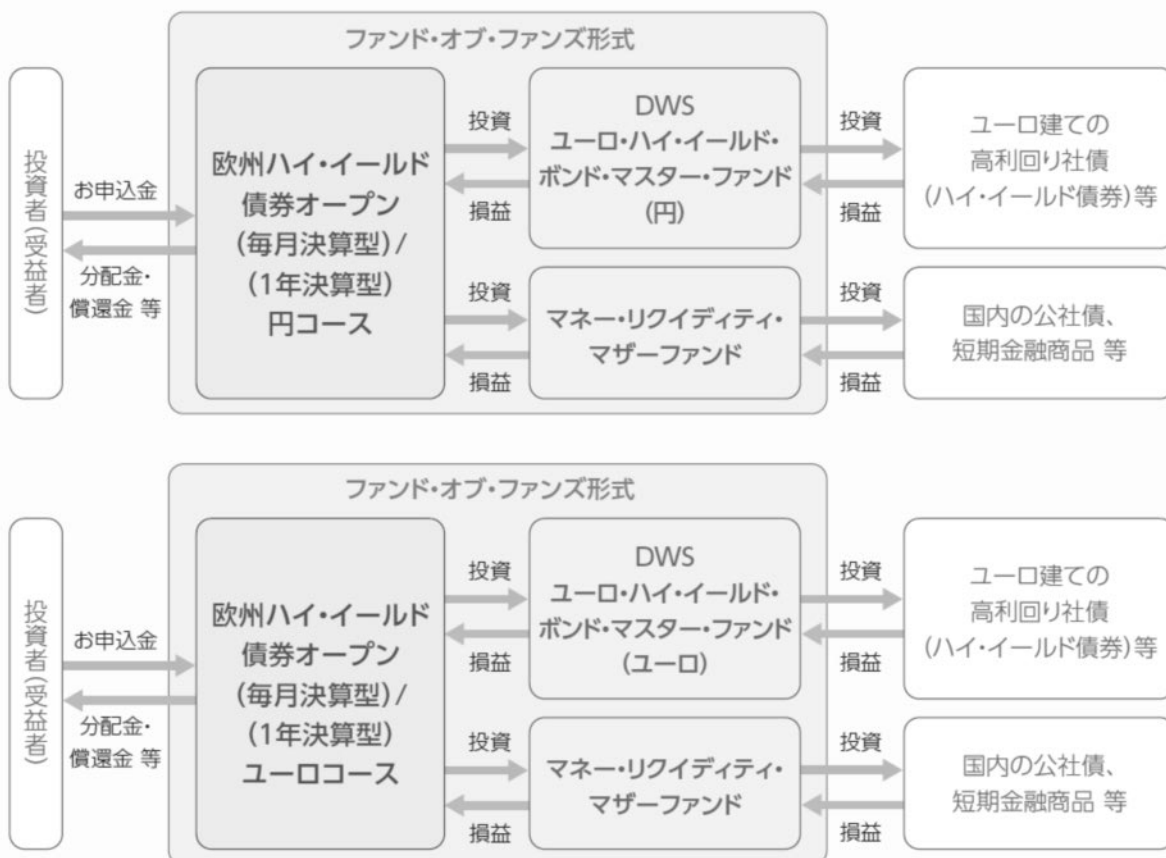 ファンド・オブ・ファンズ形式
投資者(受益者)
お申込金
分配金・
償還金 等
欧州ハイ・イールド
債券オープン
(毎月決算型)/
(1年決算型)
円コース
投資
損益
DWS
ユーロ・ハイ・イールド・
ボンド・マスター・ファンド
(円)
投資
損益
ユーロ建ての
高利回り社債
(ハイ・イールド債券)等
投資
損益
マネー・リクイディティ・
マザーファンド
投資
損益
国内の公社債、
短期金融商品 等
ファンド・オブ・ファンズ形式
投資者(受益者)
お申込金
分配金・
償還金 等
欧州ハイ・イールド
債券オープン
(毎月決算型)/
(1年決算型)
ユーロコース
投資
損益
DWS
ユーロ・ハイ・イールド・
ボンド・マスター・ファンド
(ユーロ)
投資
損益
ユーロ建ての
高利回り社債
(ハイ・イールド債券)等
投資
損益
マネー・リクイディティ・
マザーファンド
投資
損益
国内の公社債、
短期金融商品 等